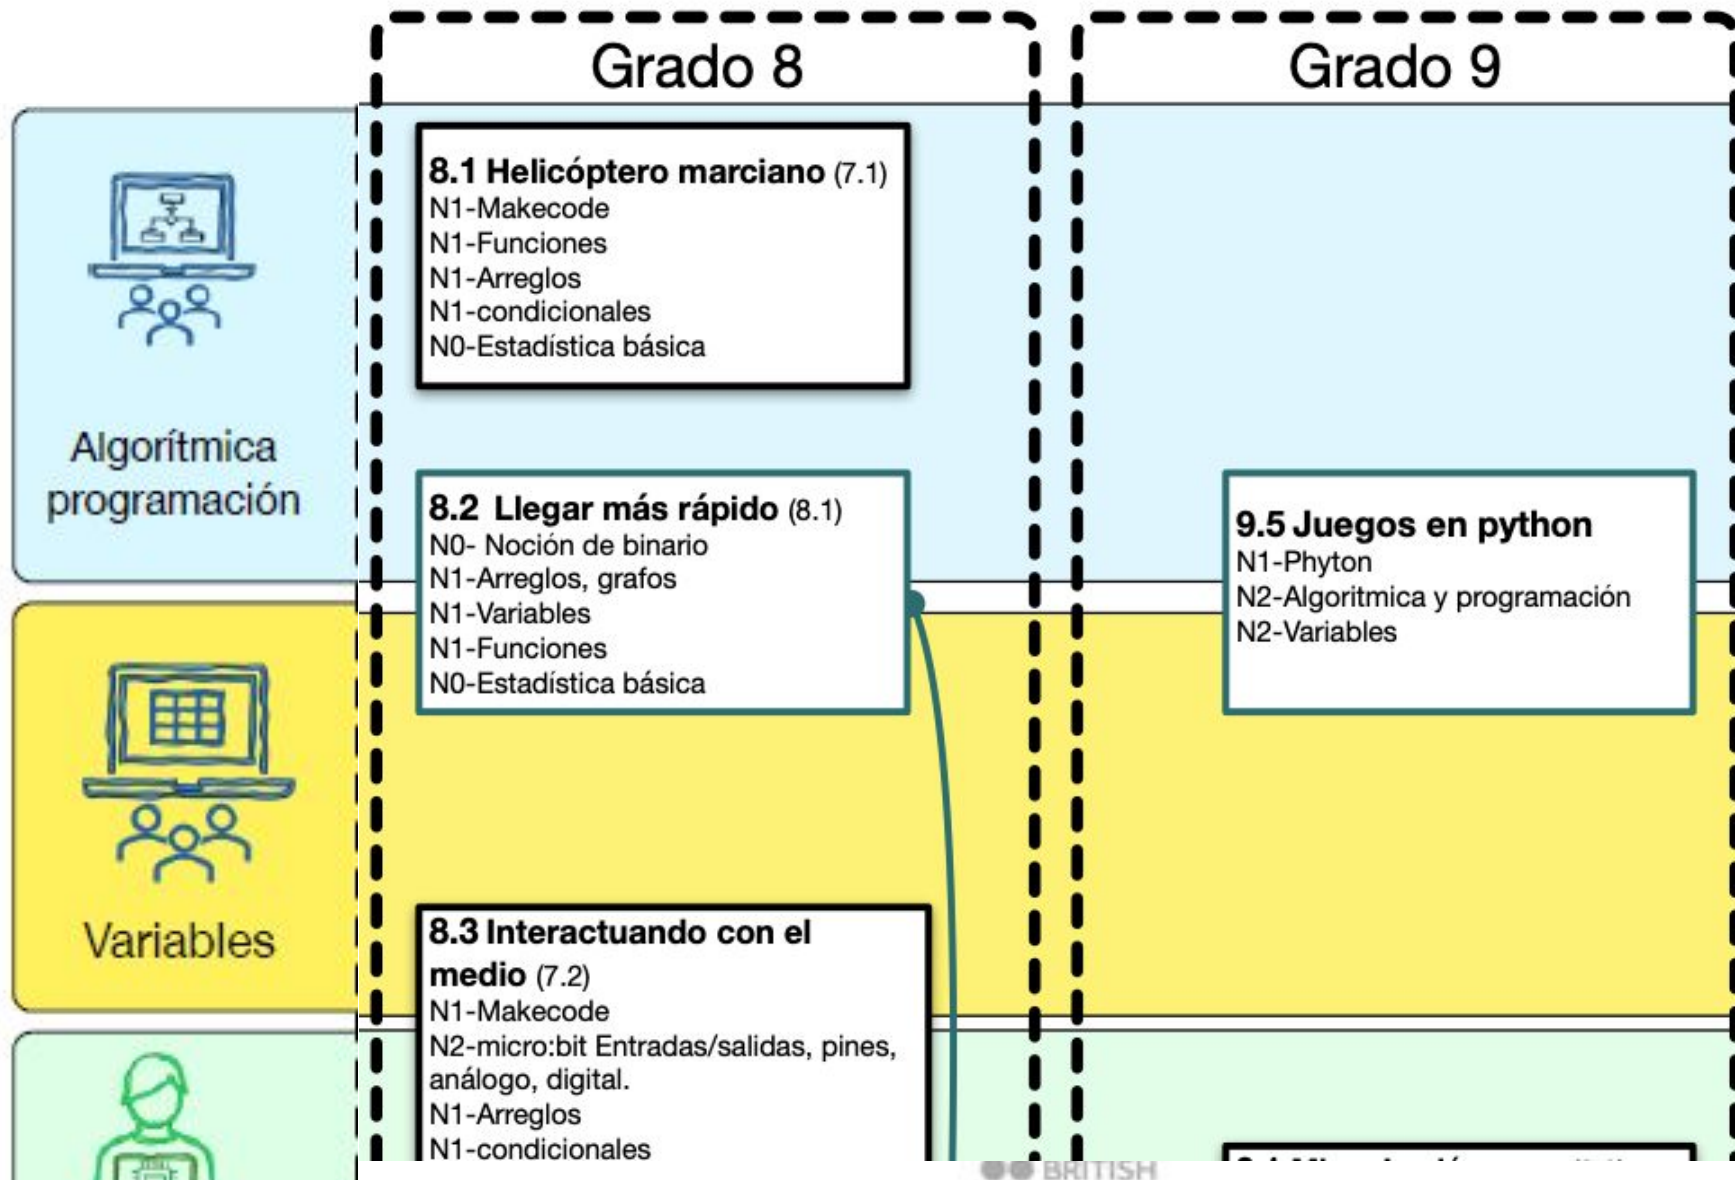 Grado 8
Grado 9
Algorítmica
programación
8.1 Helicóptero marciano (7.1)
N1-Makecode
N1-Funciones
N1-Arreglos
N1-condicionales
N0-Estadística básica
8.2 Llegar más rápido (8.1)
N0- Noción de binario
N1-Arreglos, grafos
N1-Variables
N1-Funciones
N0-Estadística básica
9.5 Juegos en python
N1-Phyton
N2-Algoritmica y programación
N2-Variables
Variables
8.3 Interactuando con el
medio (7.2)
N1-Makecode
N2-micro:bit Entradas/salidas, pines,
análogo, digital.
N1-Arreglos
N1-condicionales
BRITISH